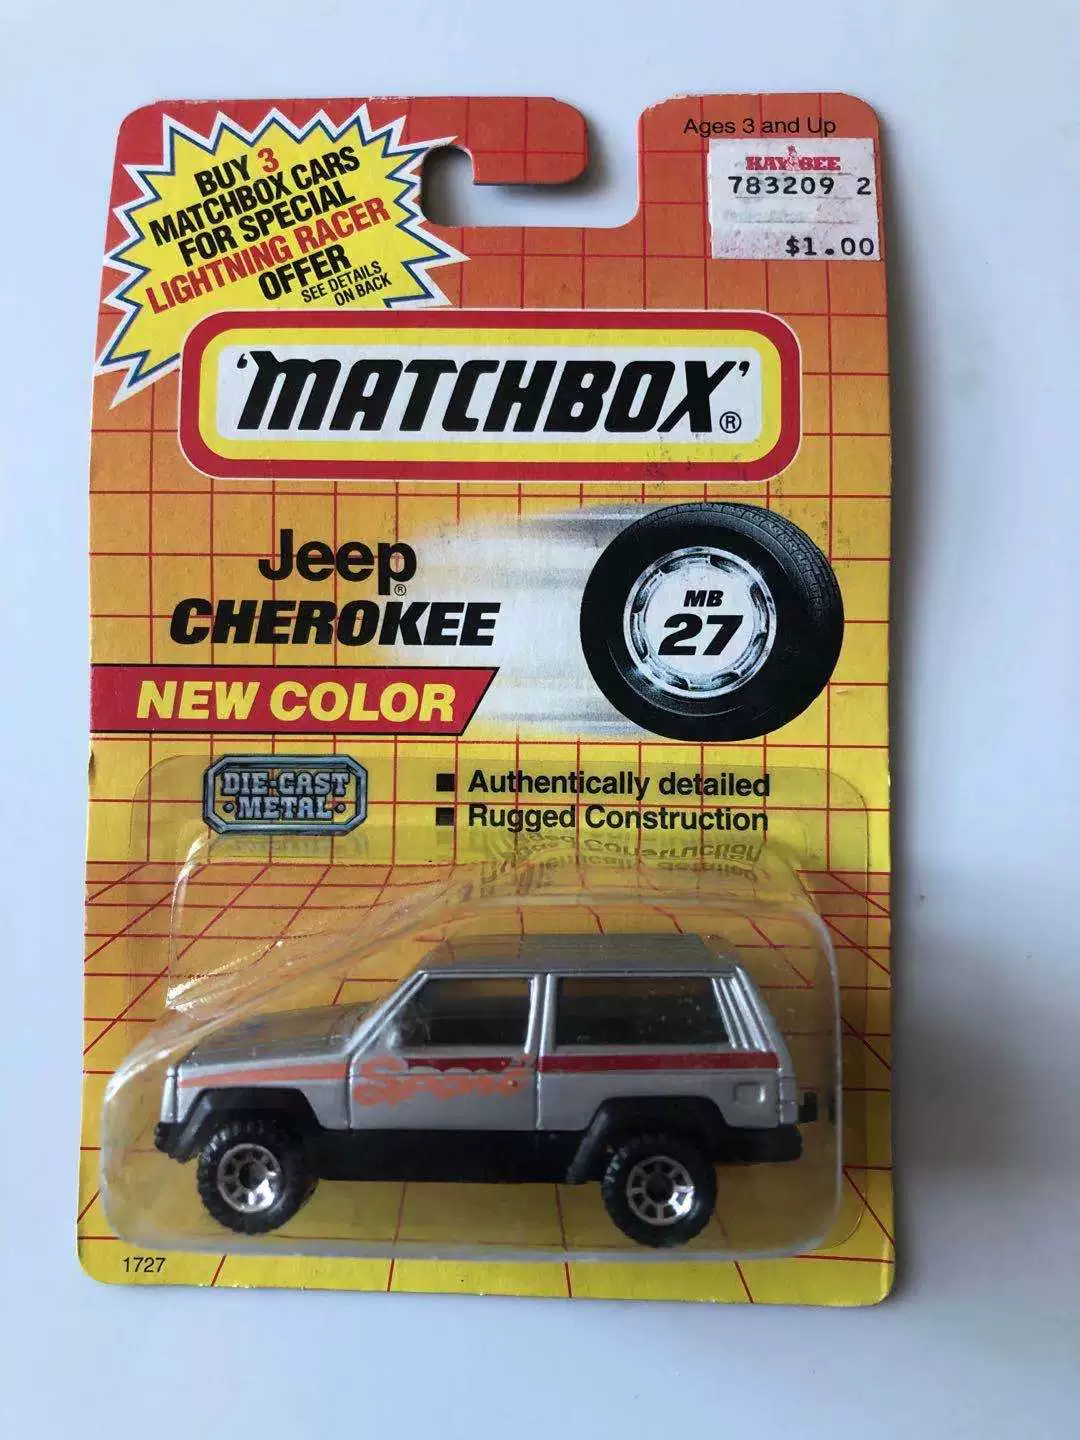 BUY 3
MATCHBOX CARS
FOR SPECIAL
LIGHTNING RACER
OFFER
SEE DETAILS
ON BACK
Ages 3 and Up
KAY BEE
783209 2
$1.00
'MATCHBOX'®
Jeep®
CHEROKEE
NEW COLOR
MB
27
DIE-CAST
•METAL•
■ Authentically detailed
■ Rugged Construction
Sport
1727